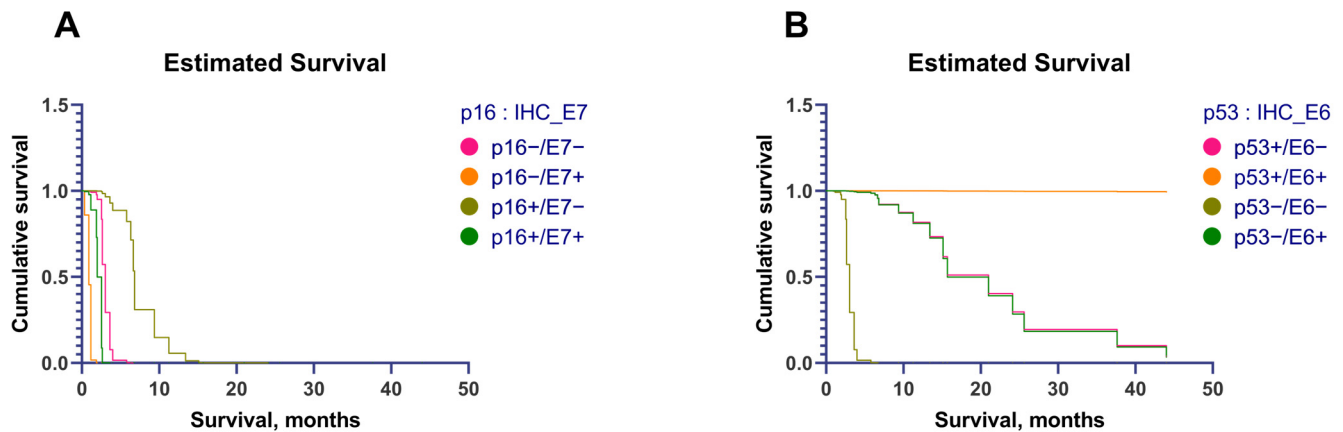 A
Estimated Survival
Cumulative survival
1.5
1.0
0.5
0.0
0 10 20 30 40 50
Survival, months
p16 : IHC_E7
p16−/E7−
p16−/E7+
p16+/E7−
p16+/E7+
B
Estimated Survival
Cumulative survival
1.5
1.0
0.5
0.0
0 10 20 30 40 50
Survival, months
p53 : IHC_E6
p53+/E6−
p53+/E6+
p53−/E6−
p53−/E6+